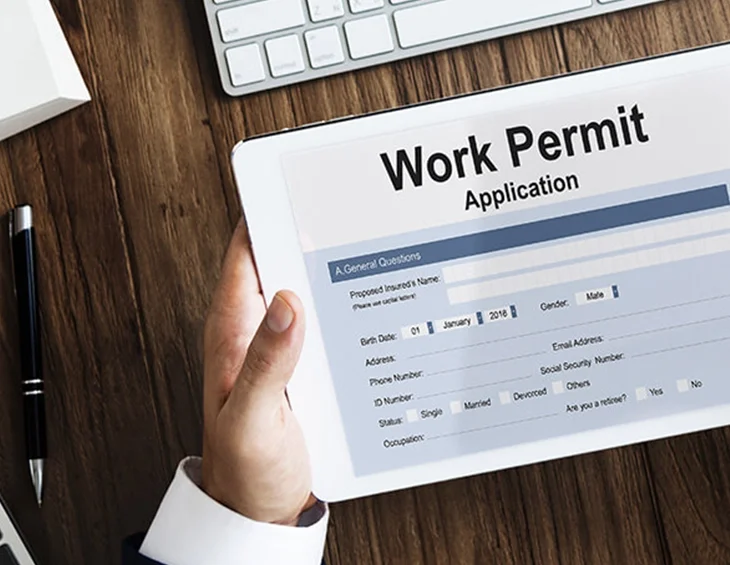 Work Permit
Application
A.General Questions
Proposed Insured's Name:
(Please use capital letters)
Birth Date: 01 January 2016 Gender: Male
Address:
Phone Number: Email Address:
ID Number: Social Security Number:
Status: Single Married Devorced Others
Occupation: Are you a retiree? Yes No